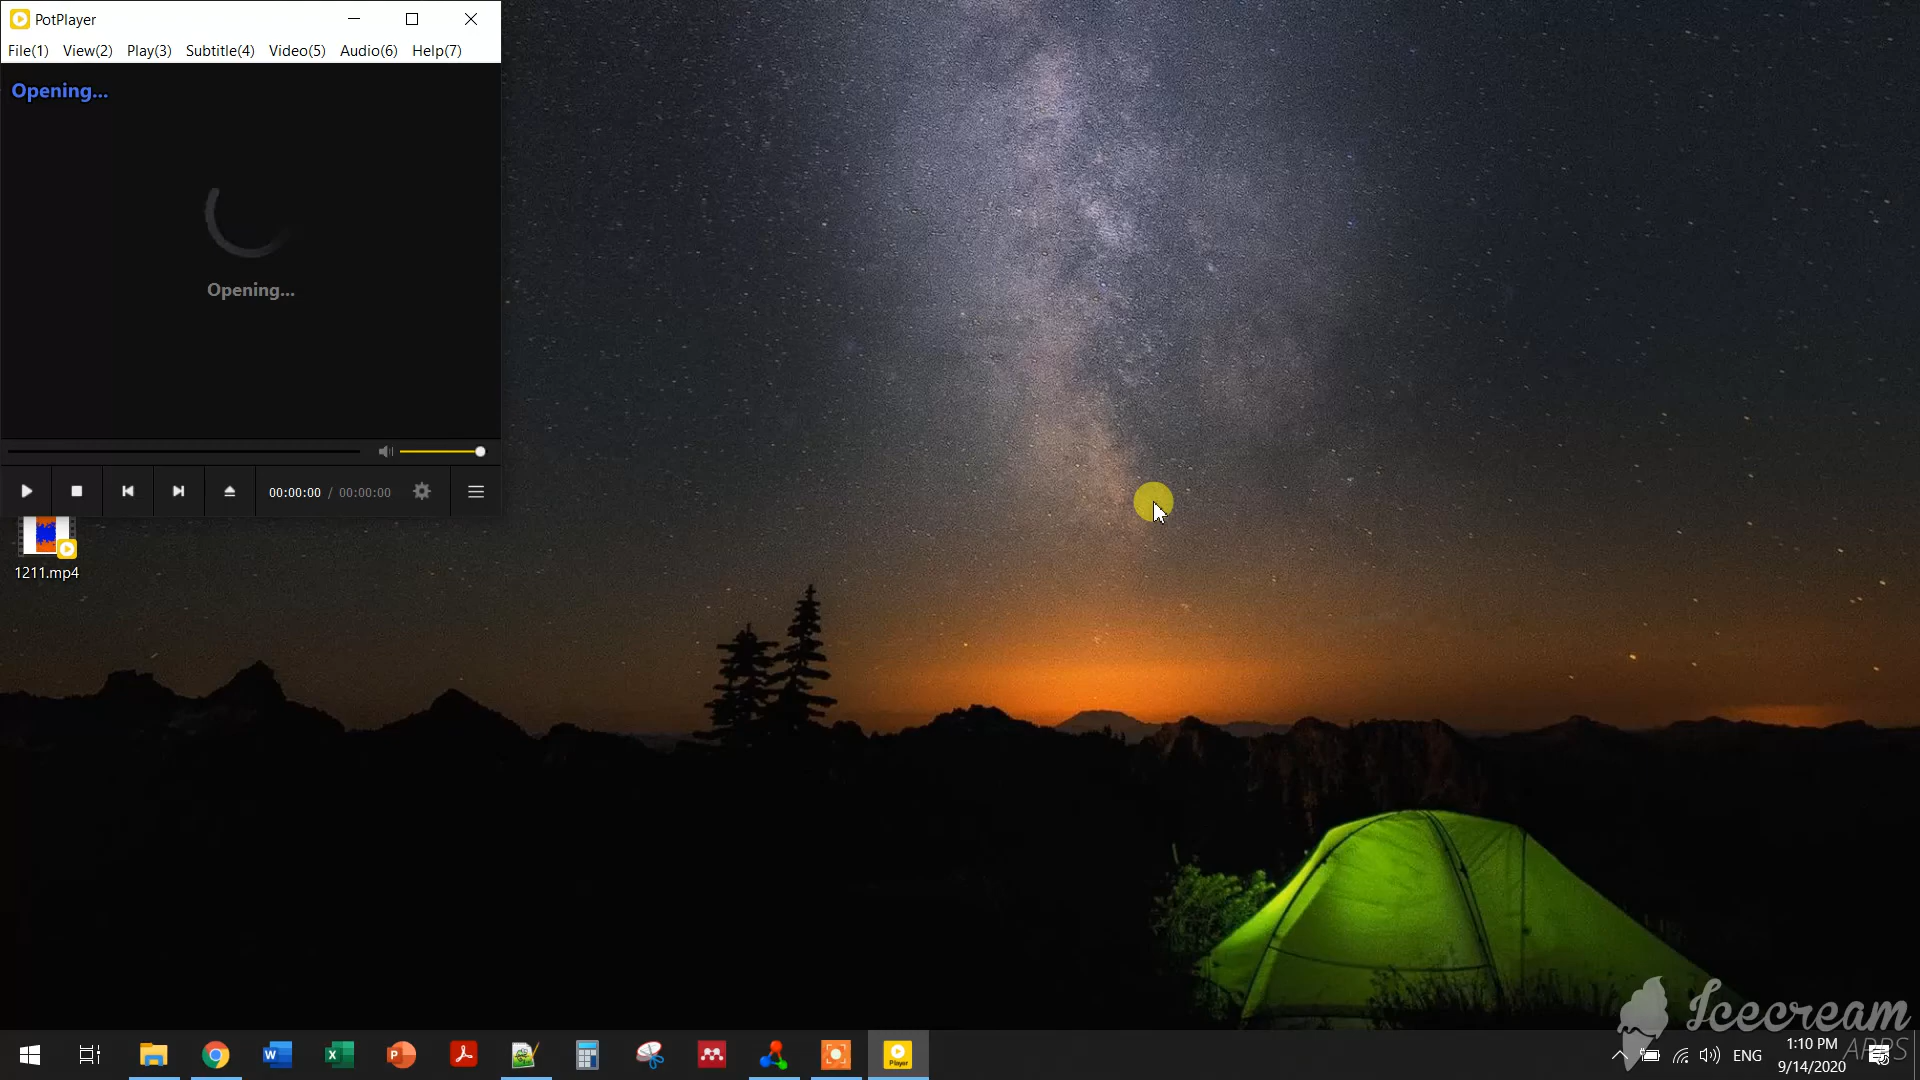 PotPlayer
File(1) View(2) Play(3) Subtitle(4) Video(5) Audio(6) Help(7)
Opening...
Opening...
00:00:00 / 00:00:00
1211.mp4
Icecream
APPS
ENG
1:10 PM
9/14/2020
Player